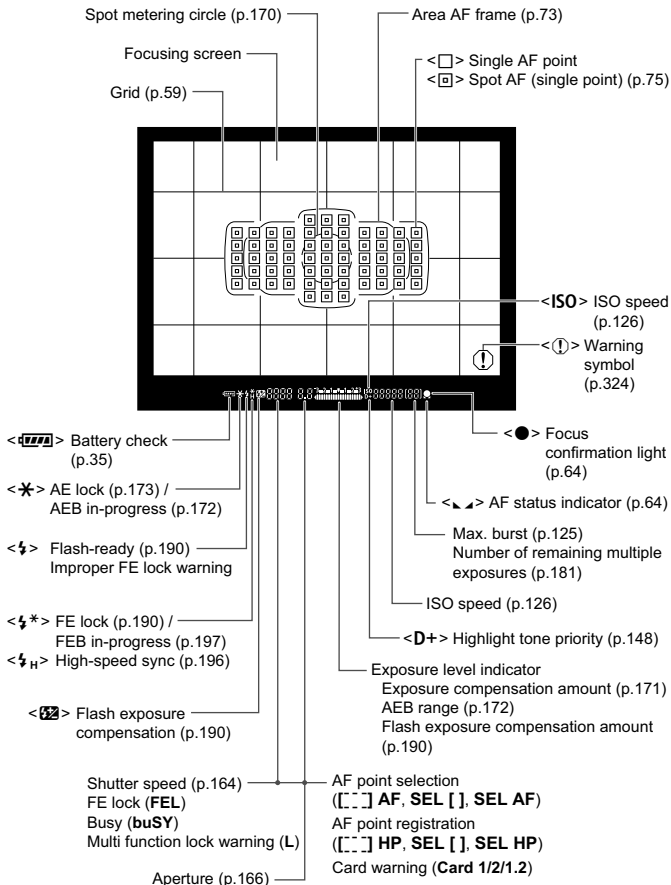 Spot metering circle (p.170)
Area AF frame (p.73)
Focusing screen
<□> Single AF point
<⊡> Spot AF (single point) (p.75)
Grid (p.59)
<ISO> ISO speed
(p.126)
<!> Warning
symbol
(p.324)
<●> Focus
confirmation light
(p.64)
< > Battery check
(p.35)
<✱> AE lock (p.173) /
AEB in-progress (p.172)
< > AF status indicator (p.64)
Max. burst (p.125)
Number of remaining multiple
exposures (p.181)
<⚡> Flash-ready (p.190)
Improper FE lock warning
ISO speed (p.126)
<⚡*> FE lock (p.190) /
FEB in-progress (p.197)
<⚡H> High-speed sync (p.196)
<D+> Highlight tone priority (p.148)
Exposure level indicator
Exposure compensation amount (p.171)
AEB range (p.172)
Flash exposure compensation amount
(p.190)
< > Flash exposure
compensation (p.190)
Shutter speed (p.164)
FE lock (FEL)
Busy (buSY)
Multi function lock warning (L)
Aperture (p.166)
AF point selection
([ ] AF, SEL [ ], SEL AF)
AF point registration
([ ] HP, SEL [ ], SEL HP)
Card warning (Card 1/2/1.2)